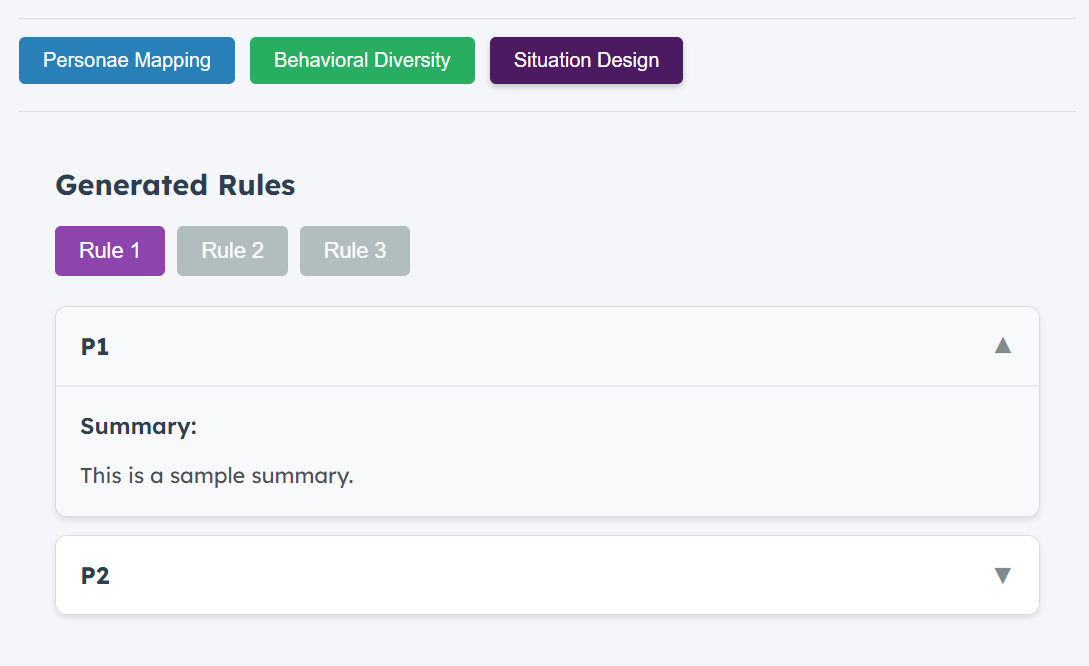 Personae Mapping Behavioral Diversity Situation Design
Generated Rules
Rule 1 Rule 2 Rule 3
P1 ▲
Summary:
This is a sample summary.
P2 ▼